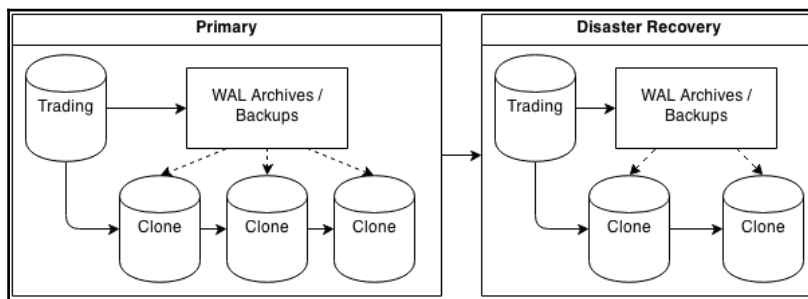 Primary
Trading
WAL Archives /
Backups
Clone
Clone
Clone
Disaster Recovery
Trading
WAL Archives /
Backups
Clone
Clone